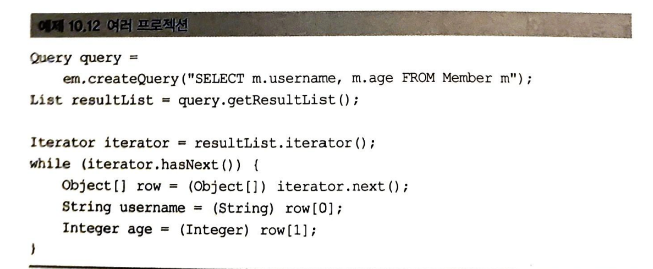 예제 10.12 여러 프로젝션
Query query =
    em.createQuery("SELECT m.username, m.age FROM Member m");
List resultList = query.getResultList();

Iterator iterator = resultList.iterator();
while (iterator.hasNext()) {
    Object[] row = (Object[]) iterator.next();
    String username = (String) row[0];
    Integer age = (Integer) row[1];
}